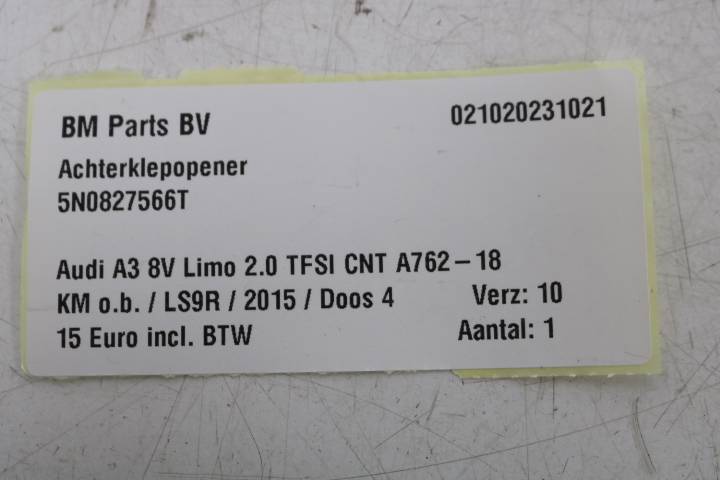 BM Parts BV 021020231021
Achterklepopener
5N0827566T
Audi A3 8V Limo 2.0 TFSI CNT A762-18
KM o.b. / LS9R / 2015 / Doos 4 Verz: 10
15 Euro incl. BTW Aantal: 1